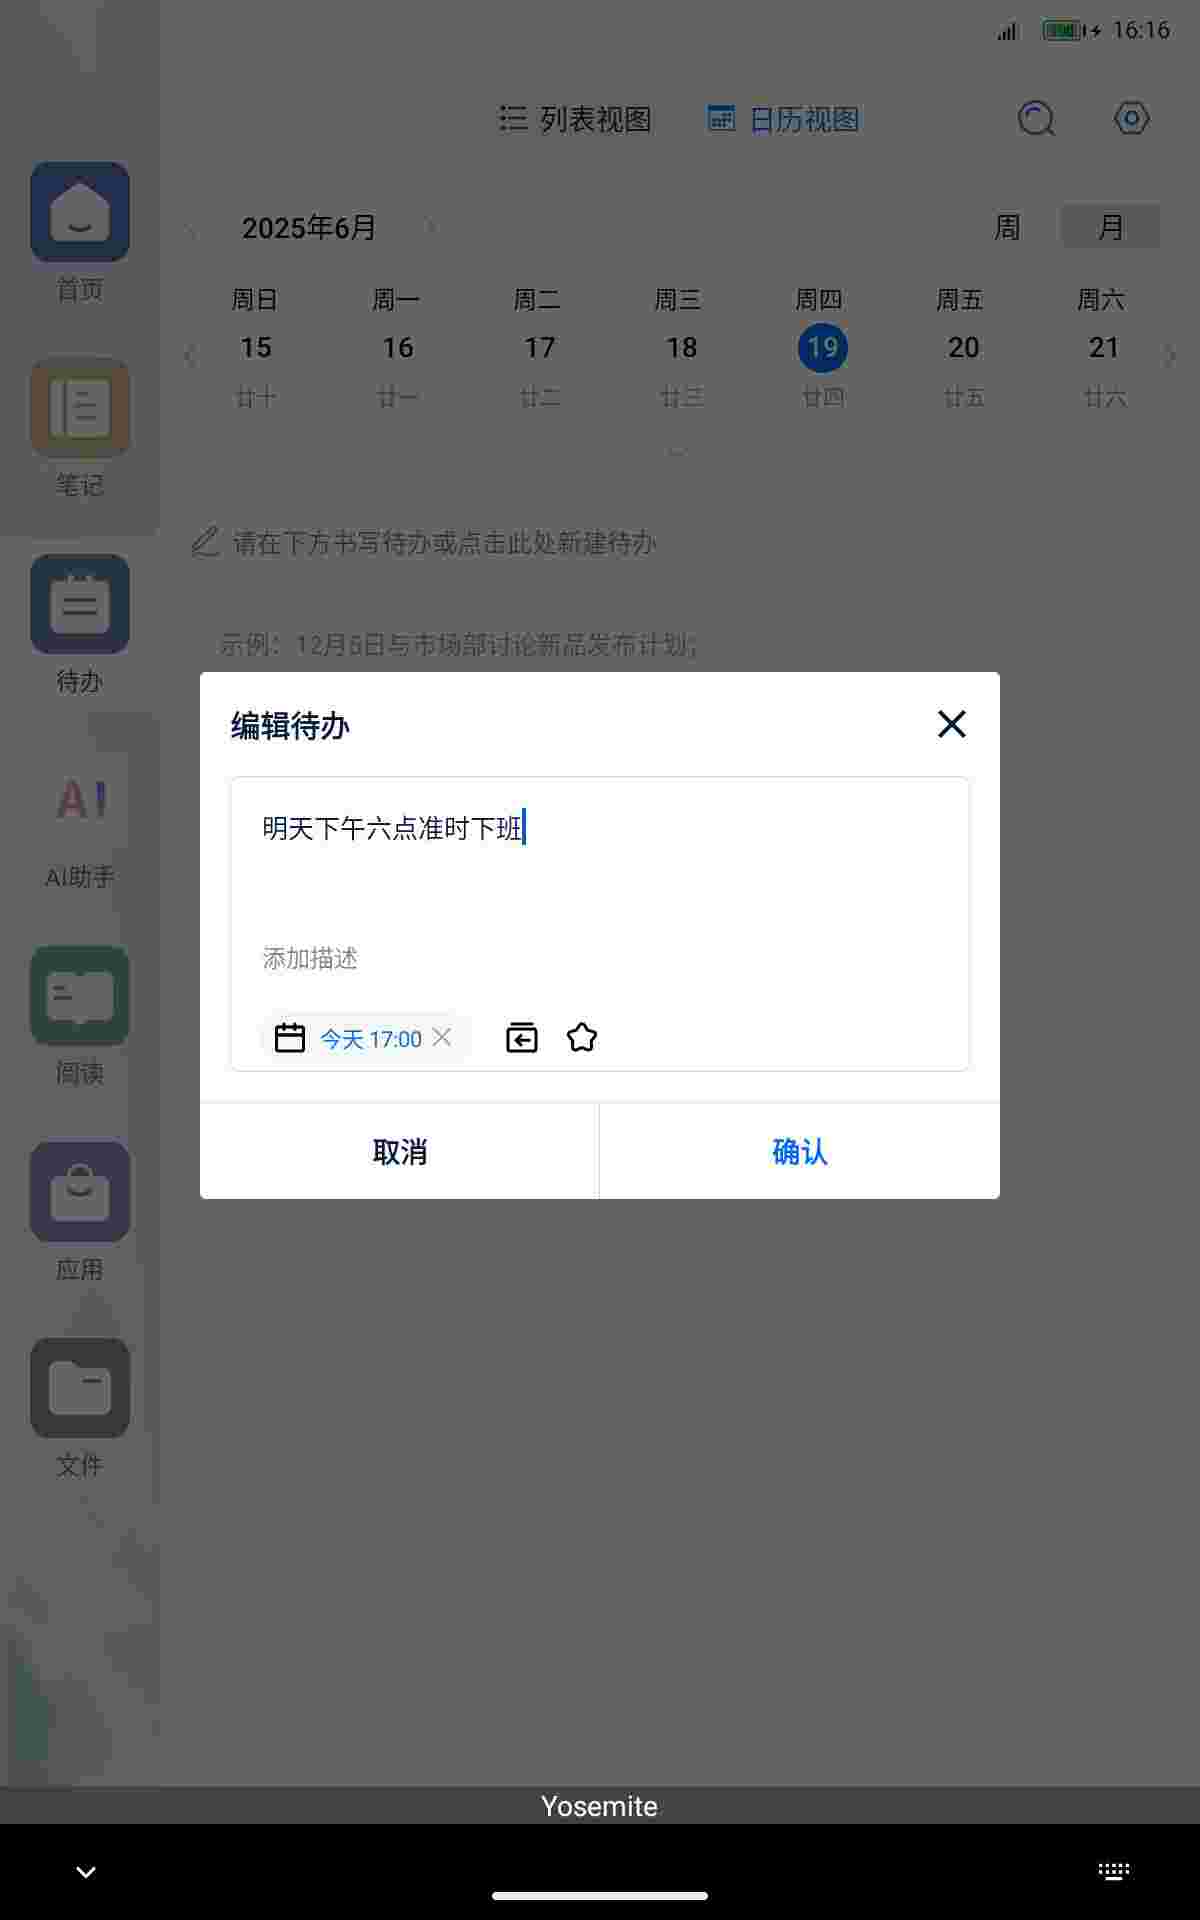 16:16
列表视图 日历视图
2025年6月 周 月
周日 周一 周二 周三 周四 周五 周六
15 16 17 18 19 20 21
廿十 廿一 廿二 廿三 廿四 廿五 廿六
请在下方书写待办或点击此处新建待办
示例：12月6日与市场部讨论新品发布计划；
首页
笔记
待办
AI
AI助手
阅读
应用
文件
编辑待办
明天下午六点准时下班
添加描述
今天 17:00
取消 确认
Yosemite